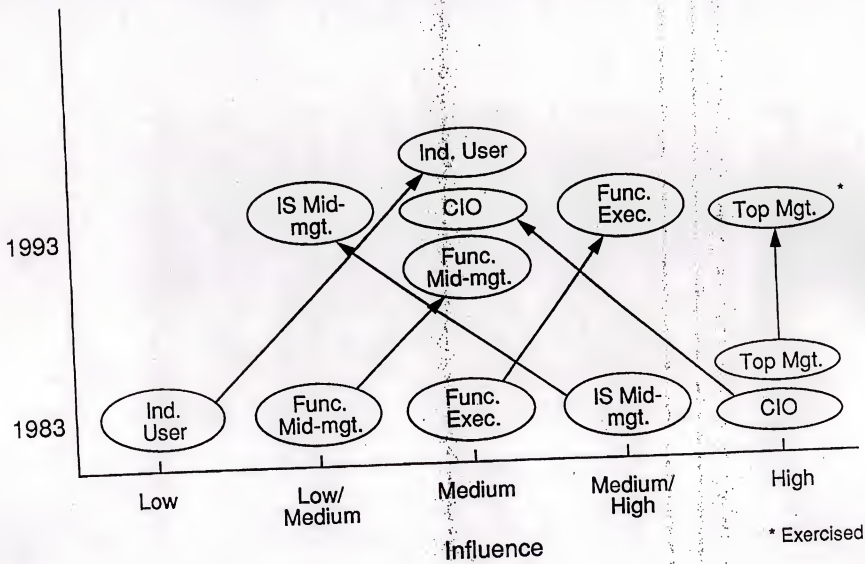 Ind. User
IS Mid-
mgt.
CIO
Func.
Exec.
Top Mgt. *
1993
Func.
Mid-mgt.
Top Mgt.
1983
Ind.
User
Func.
Mid-mgt.
Func.
Exec.
IS Mid-
mgt.
CIO
Low
Low/
Medium
Medium
Medium/
High
High
Influence
* Exercised